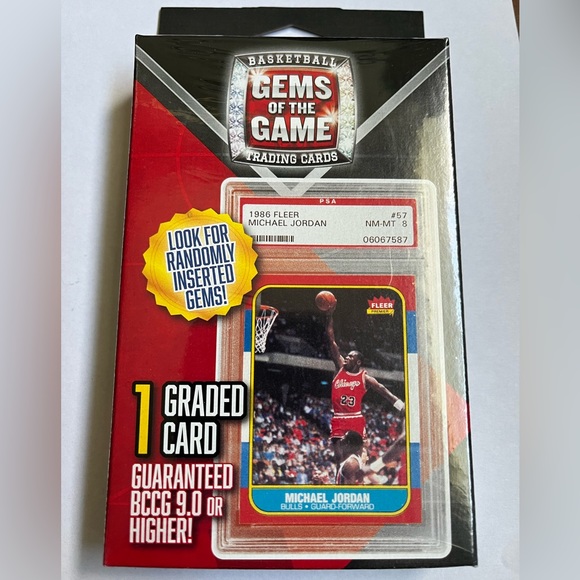 BASKETBALL
GEMS
OF THE
GAME
TRADING CARDS
PSA
1986 FLEER #57
MICHAEL JORDAN NM-MT 8
06067587
LOOK FOR
RANDOMLY
INSERTED
GEMS!
FLEER
PREMIER
Chicago
23
1 GRADED
CARD
GUARANTEED
BCCG 9.0 OR
HIGHER!
MICHAEL JORDAN
BULLS • GUARD-FORWARD